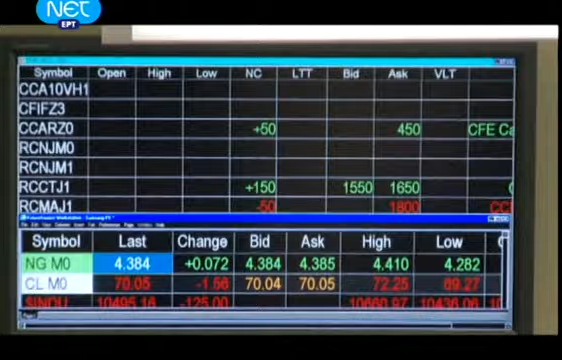 NET
ΕΡΤ
Symbol Open High Low NC LTT Bid Ask VLT
CCA10VH1
CFIFZ3
CCARZ0 +50 450 CFE Ca
RCNJM0
RCNJM1
RCCTJ1 +150 1550 1650
RCMAJ1 -50 1800
Symbol Last Change Bid Ask High Low
NG M0 4.384 +0.072 4.384 4.385 4.410 4.282
CL M0 70.05 -1.56 70.04 70.05 72.25 69.27
$INDU 10495.16 -125.00 10660.97 10436.06